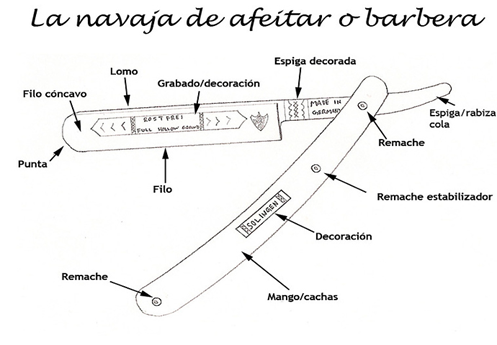 La navaja de afeitar o barbera
Espiga decorada
Lomo
Grabado/decoración
Filo cóncavo
ROSTFREI
FULL HOLLOW GROUND
MADE IN
GERMANY
Espiga/rabiza
cola
Remache
Punta
Filo
Remache estabilizador
SOLINGEN
Decoración
Remache
Mango/cachas